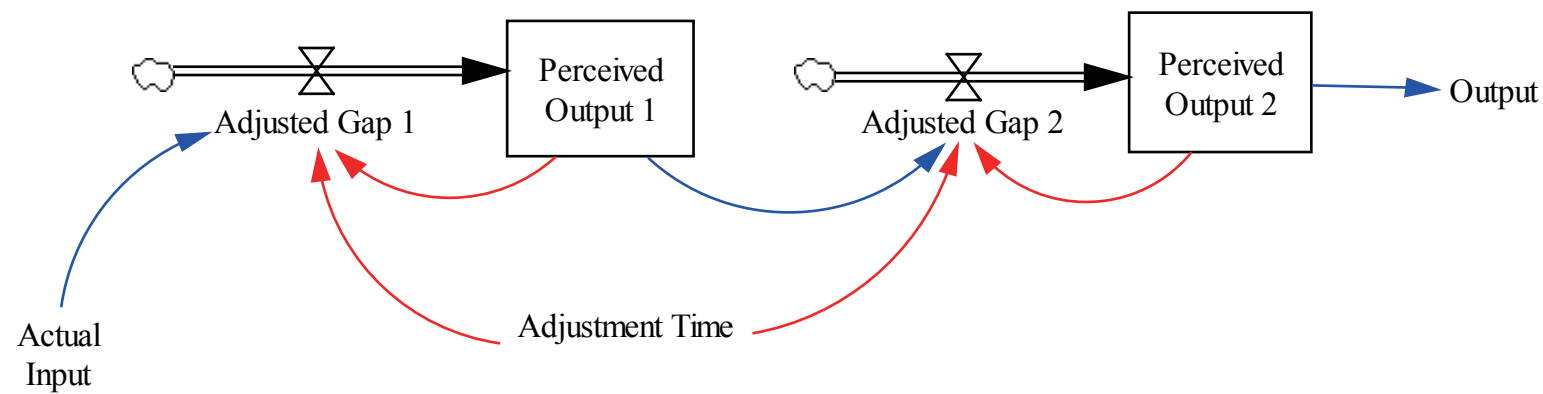 Perceived
Output 1
Adjusted Gap 1
Perceived
Output 2
Output
Adjusted Gap 2
Adjustment Time
Actual
Input